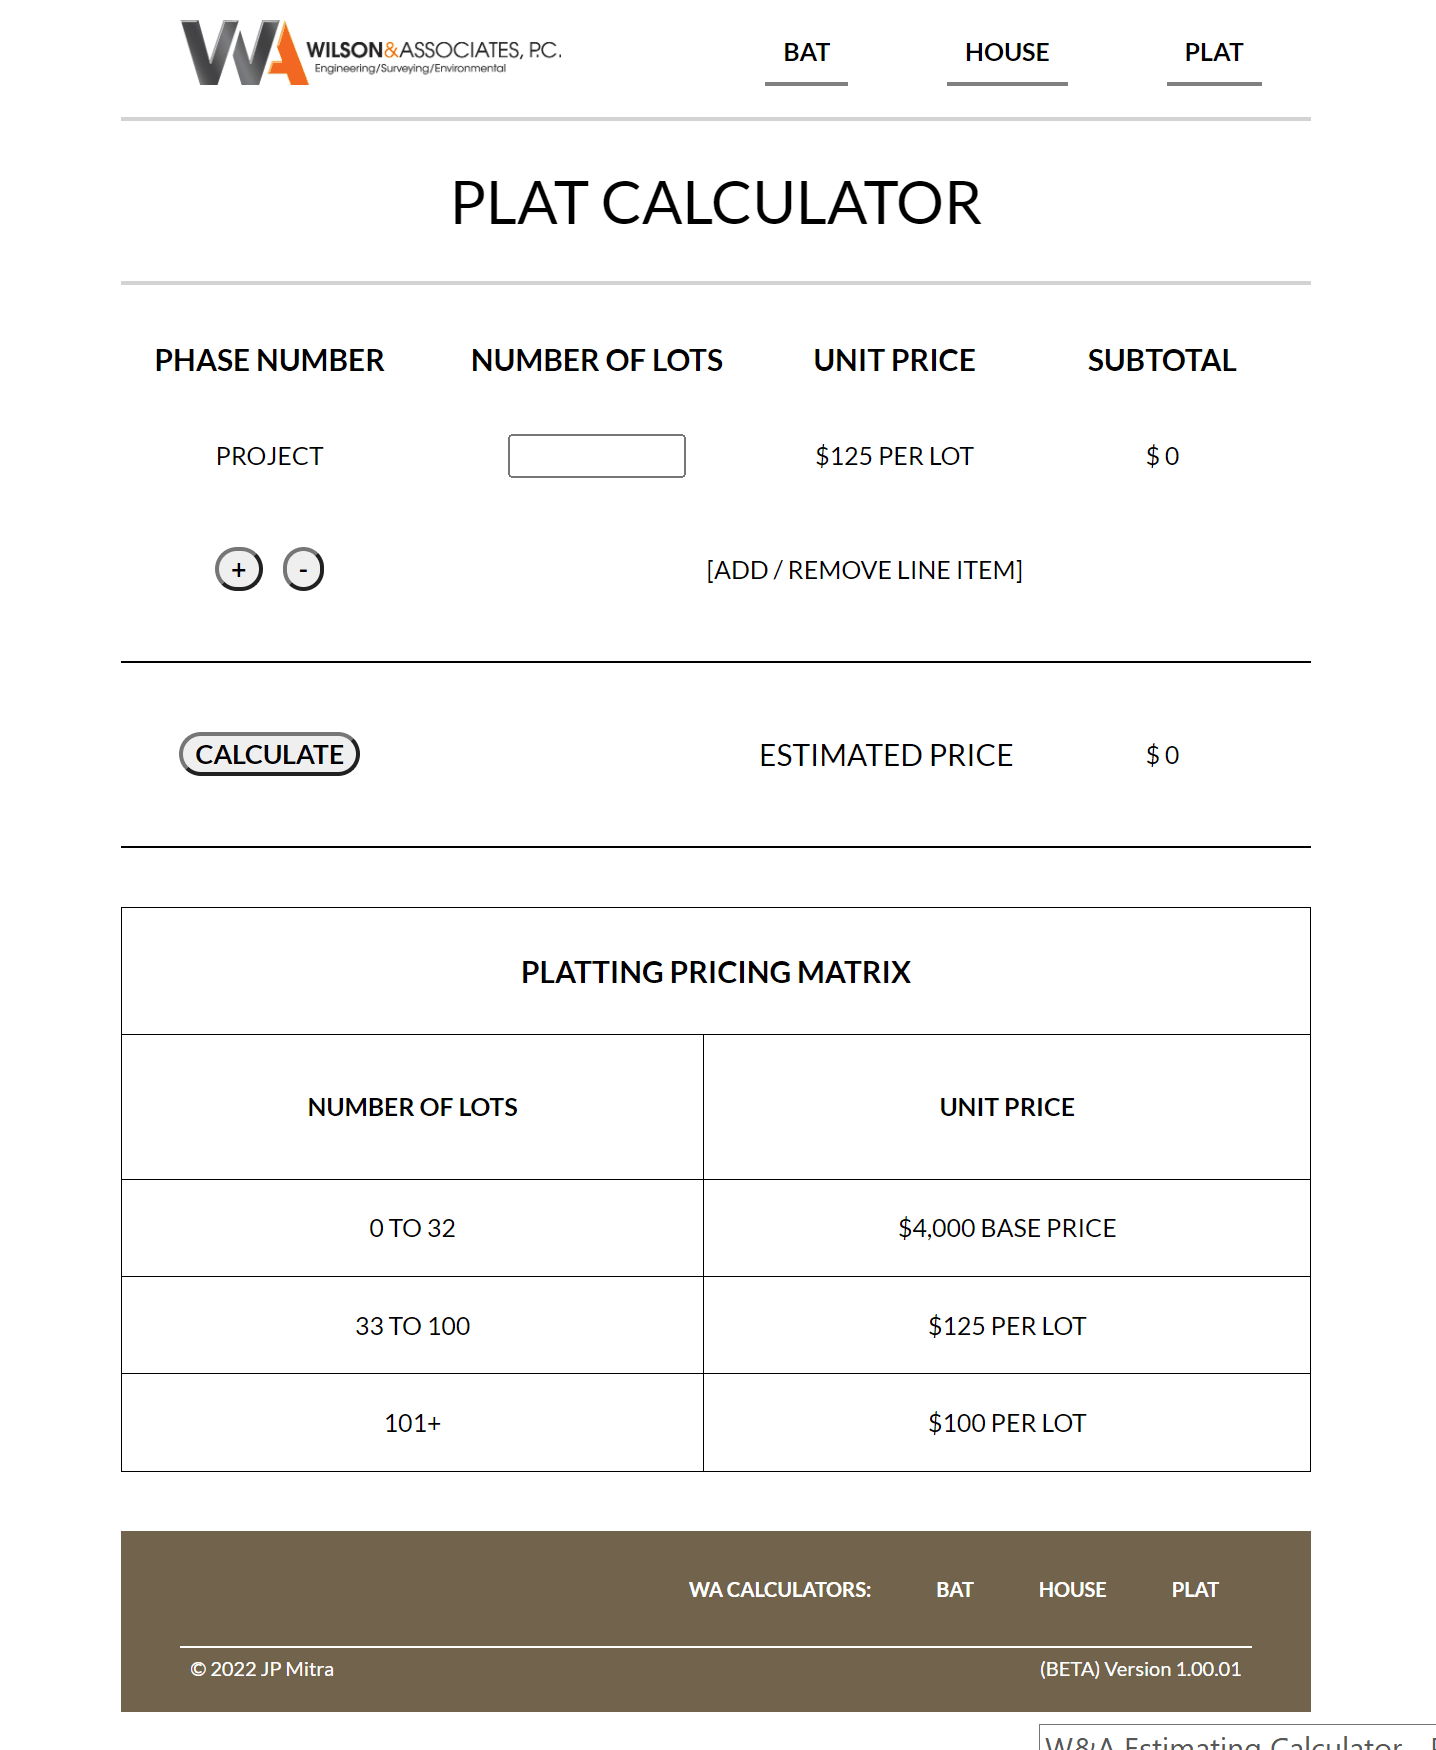 WA WILSON&ASSOCIATES, P.C.
Engineering/Surveying/Environmental
BAT HOUSE PLAT
PLAT CALCULATOR
PHASE NUMBER NUMBER OF LOTS UNIT PRICE SUBTOTAL
PROJECT $125 PER LOT $ 0
+ - [ADD / REMOVE LINE ITEM]
CALCULATE ESTIMATED PRICE $ 0
PLATTING PRICING MATRIX
NUMBER OF LOTS UNIT PRICE
0 TO 32 $4,000 BASE PRICE
33 TO 100 $125 PER LOT
101+ $100 PER LOT
WA CALCULATORS: BAT HOUSE PLAT
© 2022 JP Mitra (BETA) Version 1.00.01
W&A Estimating Calculator